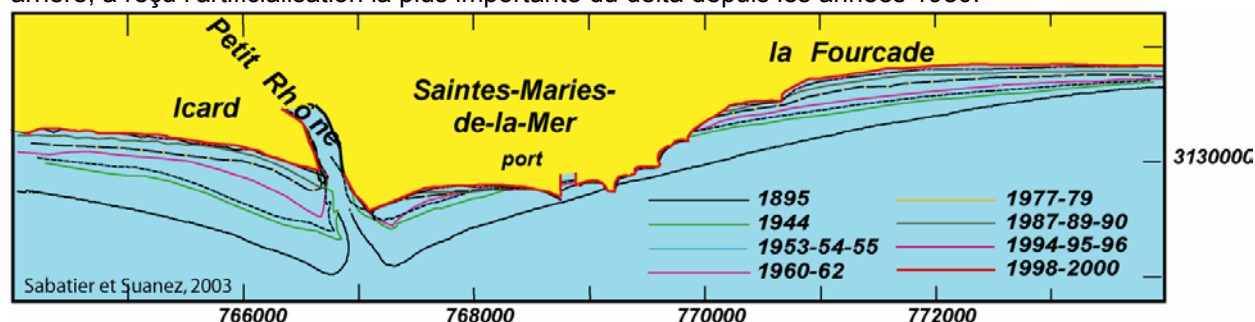 arrière, a reçu l'artificialisation la plus importante du delta depuis les années 1980.
Petit Rhône
la Fourcade
Icard
Saintes-Maries-
de-la-Mer
port
3130000
1895
1944
1953-54-55
1960-62
1977-79
1987-89-90
1994-95-96
1998-2000
Sabatier et Suanez, 2003
766000
768000
770000
772000